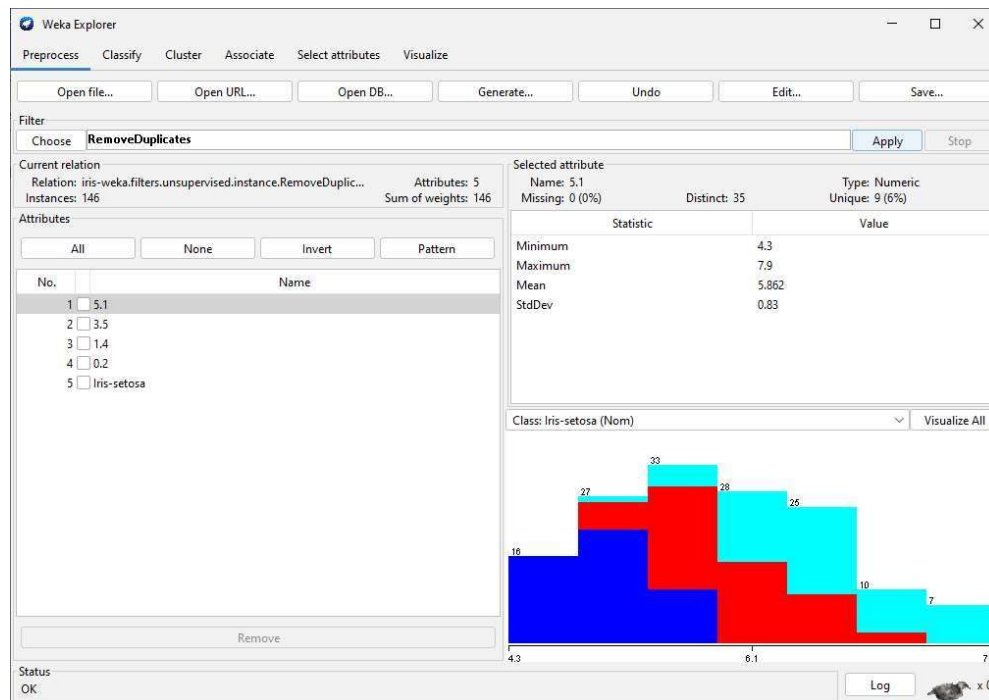 Weka Explorer
Preprocess Classify Cluster Associate Select attributes Visualize
Open file... Open URL... Open DB... Generate... Undo Edit... Save...
Filter
Choose RemoveDuplicates Apply Stop
Current relation
Relation: iris-weka.filters.unsupervised.instance.RemoveDuplic... Attributes: 5
Instances: 146 Sum of weights: 146
Selected attribute
Name: 5.1 Type: Numeric
Missing: 0 (0%) Distinct: 35 Unique: 9 (6%)
Attributes
All None Invert Pattern
No. Name
1 5.1
2 3.5
3 1.4
4 0.2
5 Iris-setosa
Remove
Statistic Value
Minimum 4.3
Maximum 7.9
Mean 5.862
StdDev 0.83
Class: Iris-setosa (Nom) Visualize All
16 27 33 28 25 10 7
4.3 6.1 7
Status
OK
Log x 0